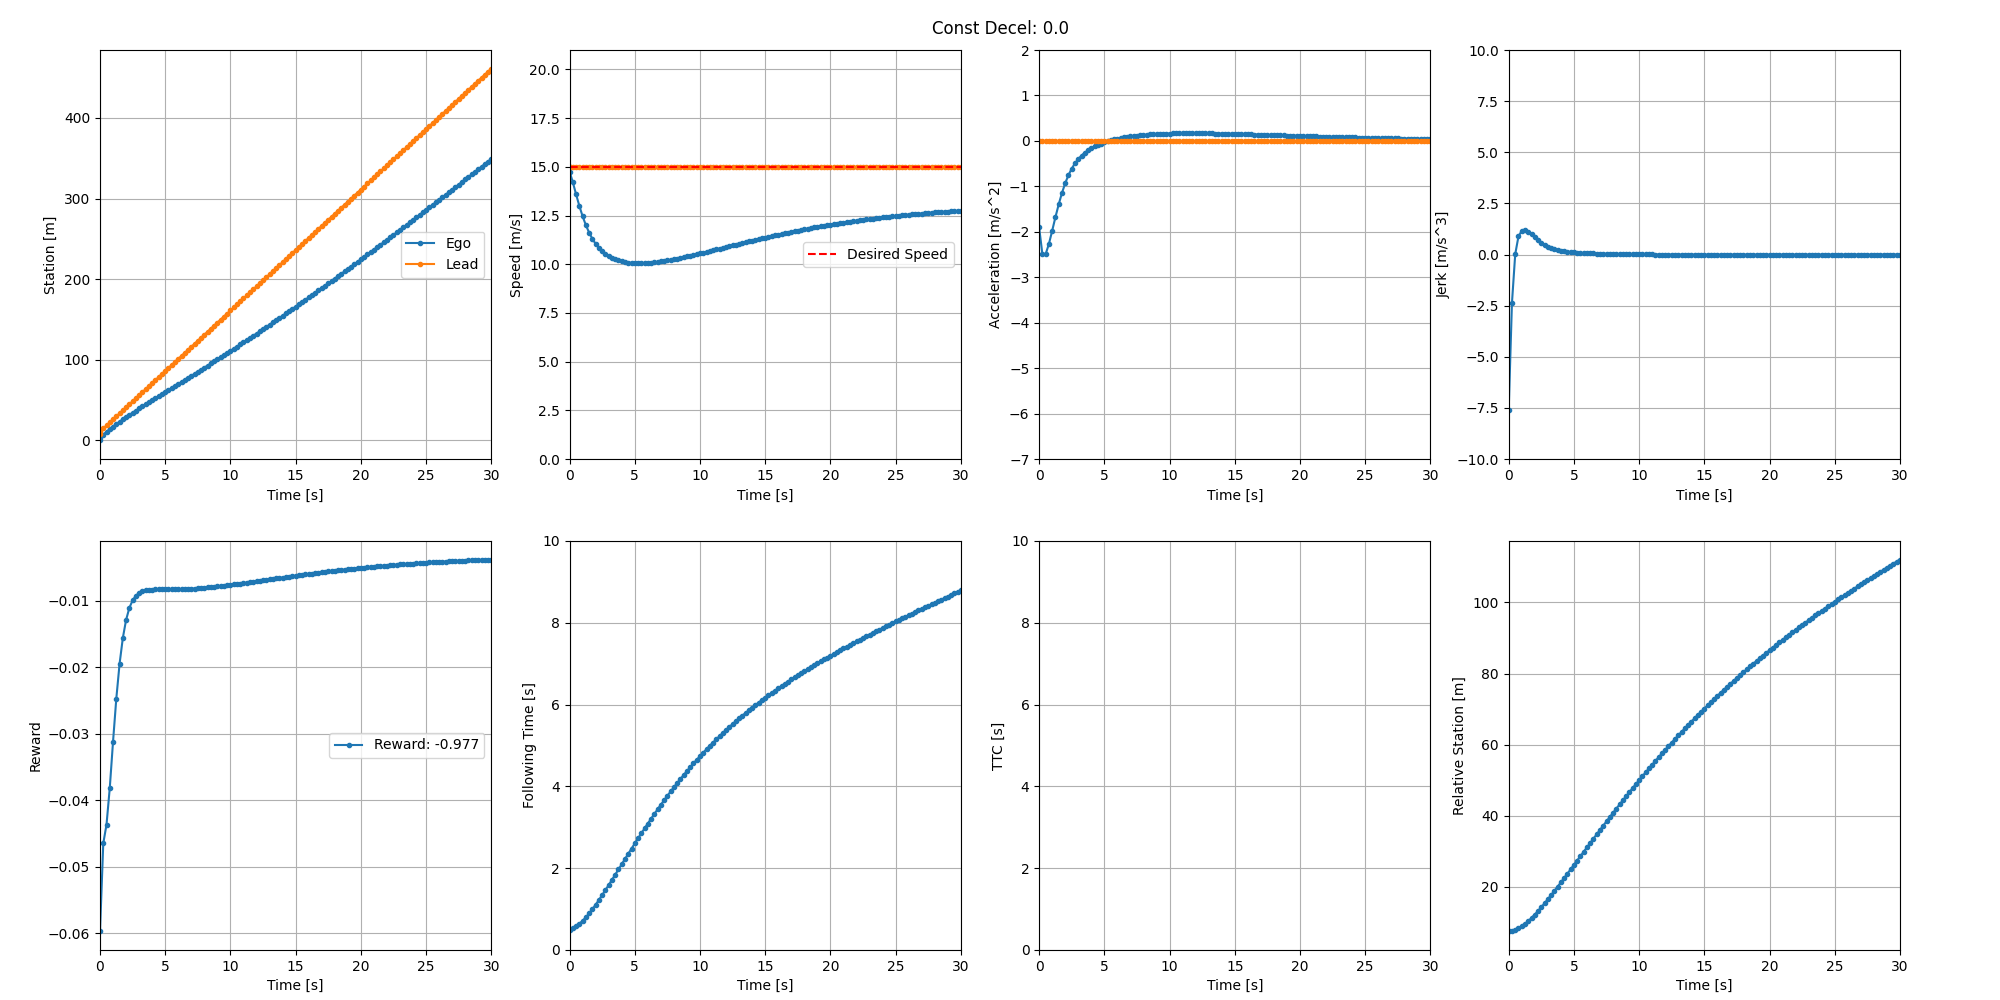 Const Decel: 0.0
Station [m]
400
300
200
100
0
0 5 10 15 20 25 30
Time [s]
Ego
Lead
Speed [m/s]
20.0
17.5
15.0
12.5
10.0
7.5
5.0
2.5
0.0
0 5 10 15 20 25 30
Time [s]
Desired Speed
Acceleration [m/s^2]
2
1
0
−1
−2
−3
−4
−5
−6
−7
0 5 10 15 20 25 30
Time [s]
Jerk [m/s^3]
10.0
7.5
5.0
2.5
0.0
−2.5
−5.0
−7.5
−10.0
0 5 10 15 20 25 30
Time [s]
Reward
−0.01
−0.02
−0.03
−0.04
−0.05
−0.06
0 5 10 15 20 25 30
Time [s]
Reward: -0.977
Following Time [s]
10
8
6
4
2
0
0 5 10 15 20 25 30
Time [s]
TTC [s]
10
8
6
4
2
0
0 5 10 15 20 25 30
Time [s]
Relative Station [m]
100
80
60
40
20
0 5 10 15 20 25 30
Time [s]